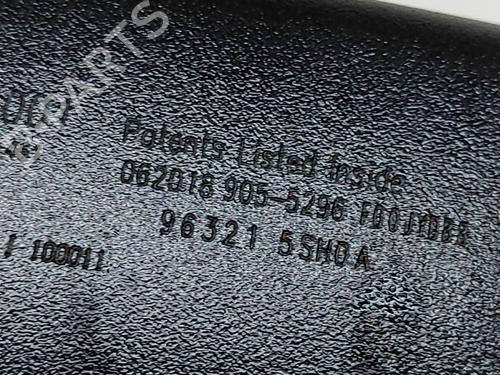 Patents Listed Inside
062018 905-5296
96321 5SH0A
100011